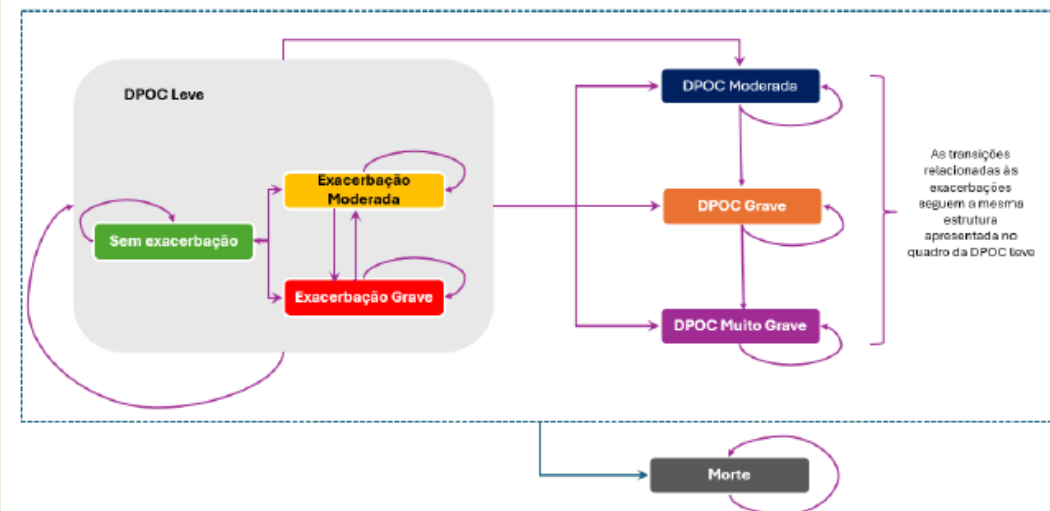 DPOC Leve
DPOC Moderada
As transições
relacionadas às
exacerbações
seguem a mesma
estrutura
apresentada no
quadro da DPOC leve
Exacerbação
Moderada
DPOC Grave
Sem exacerbação
Exacerbação Grave
DPOC Muito Grave
Morte